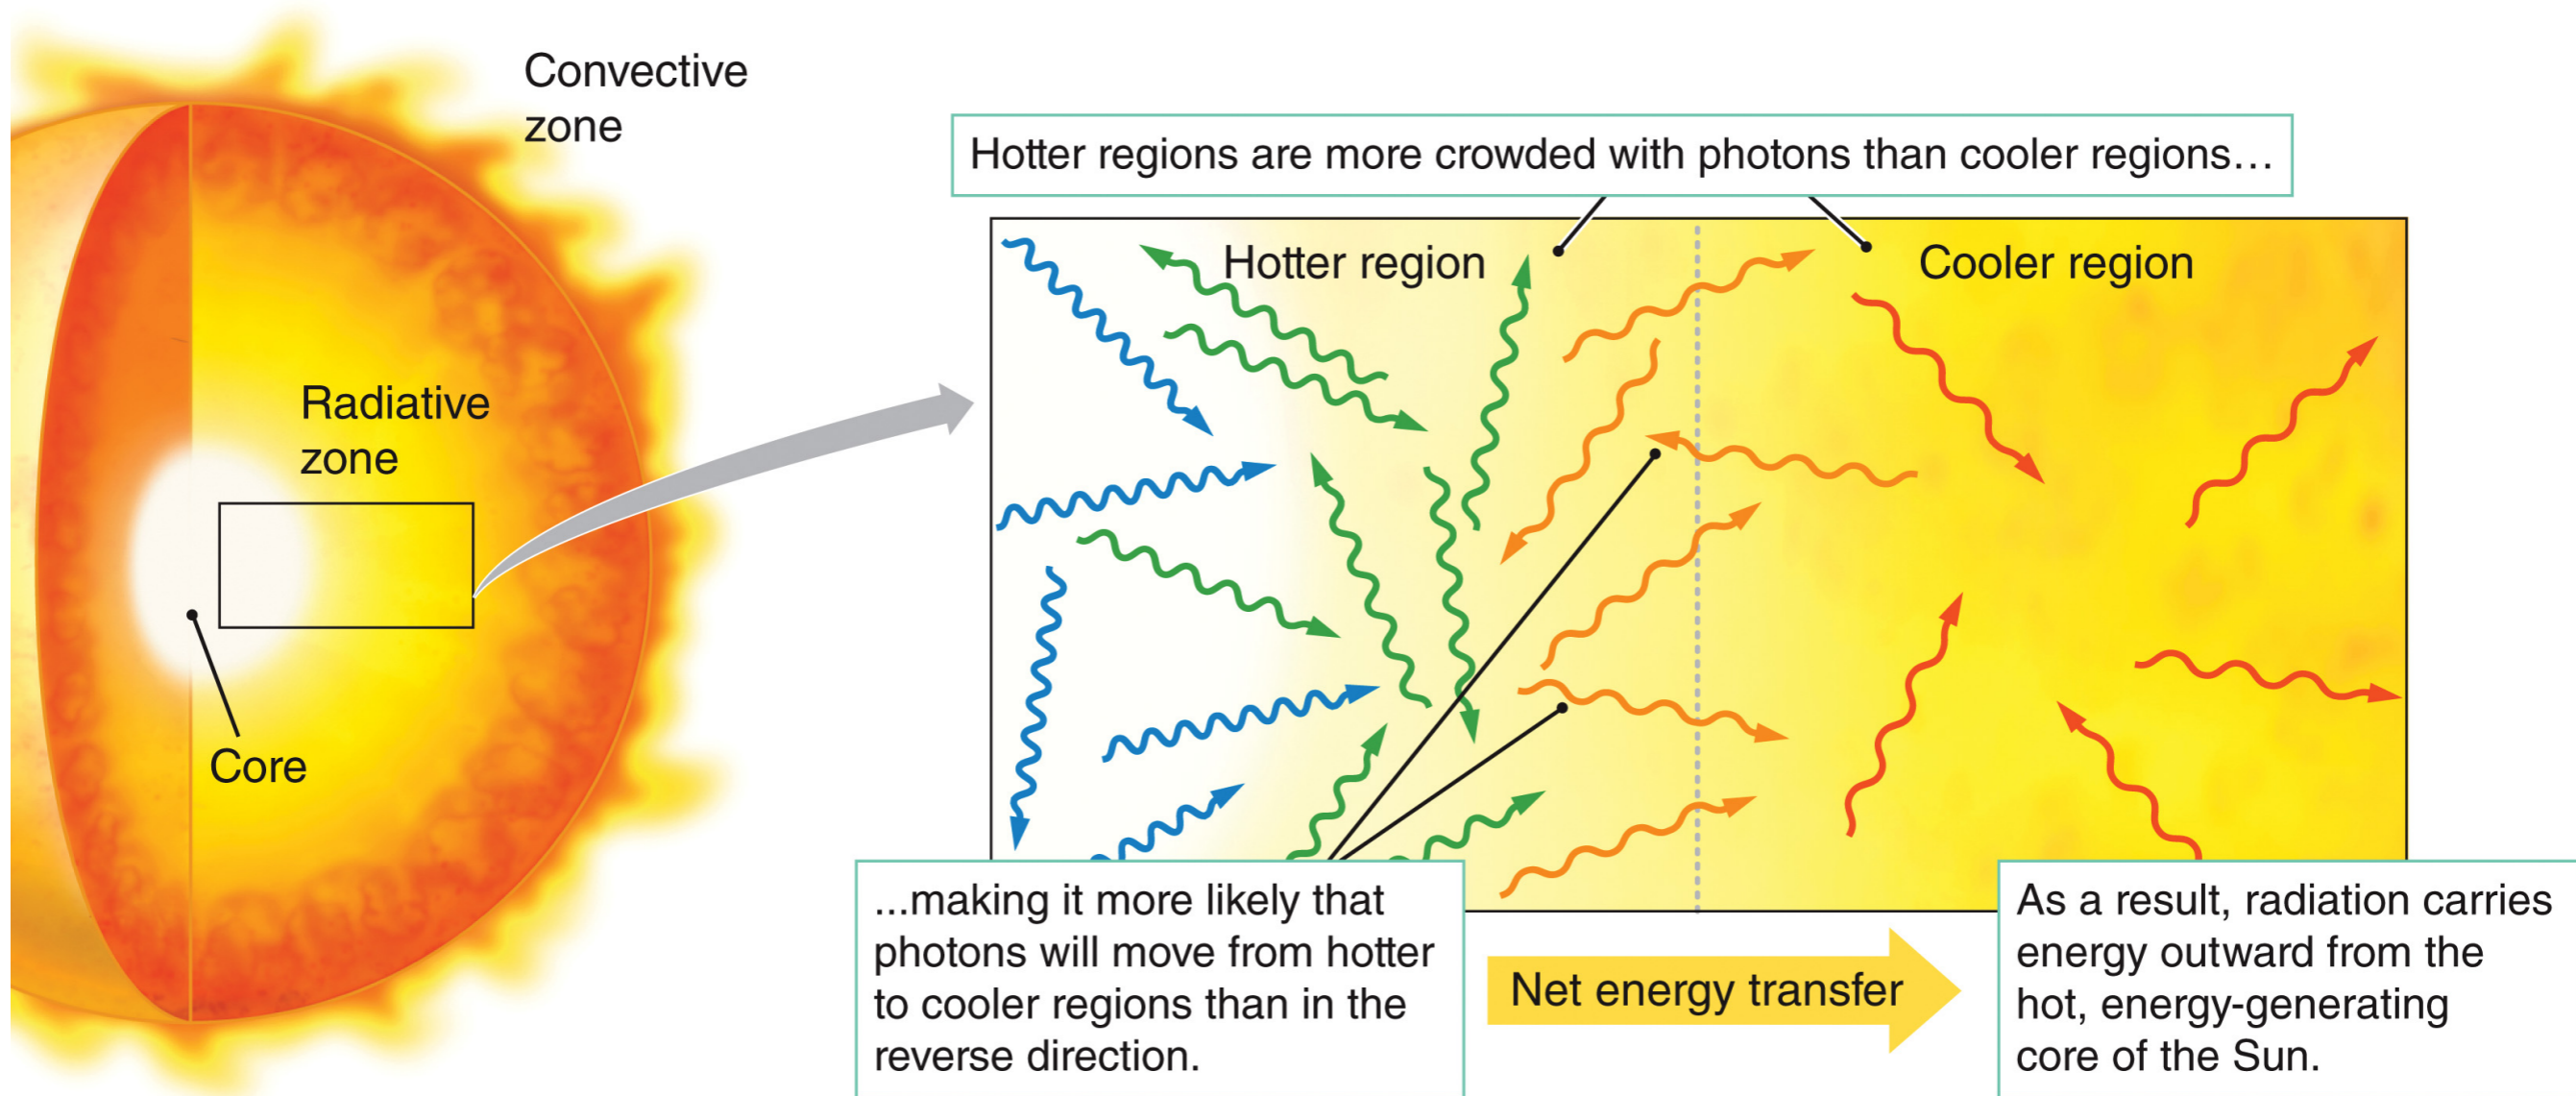 Convective
zone
Hotter regions are more crowded with photons than cooler regions…
Hotter region
Cooler region
Radiative
zone
Core
...making it more likely that
photons will move from hotter
to cooler regions than in the
reverse direction.
Net energy transfer
As a result, radiation carries
energy outward from the
hot, energy-generating
core of the Sun.